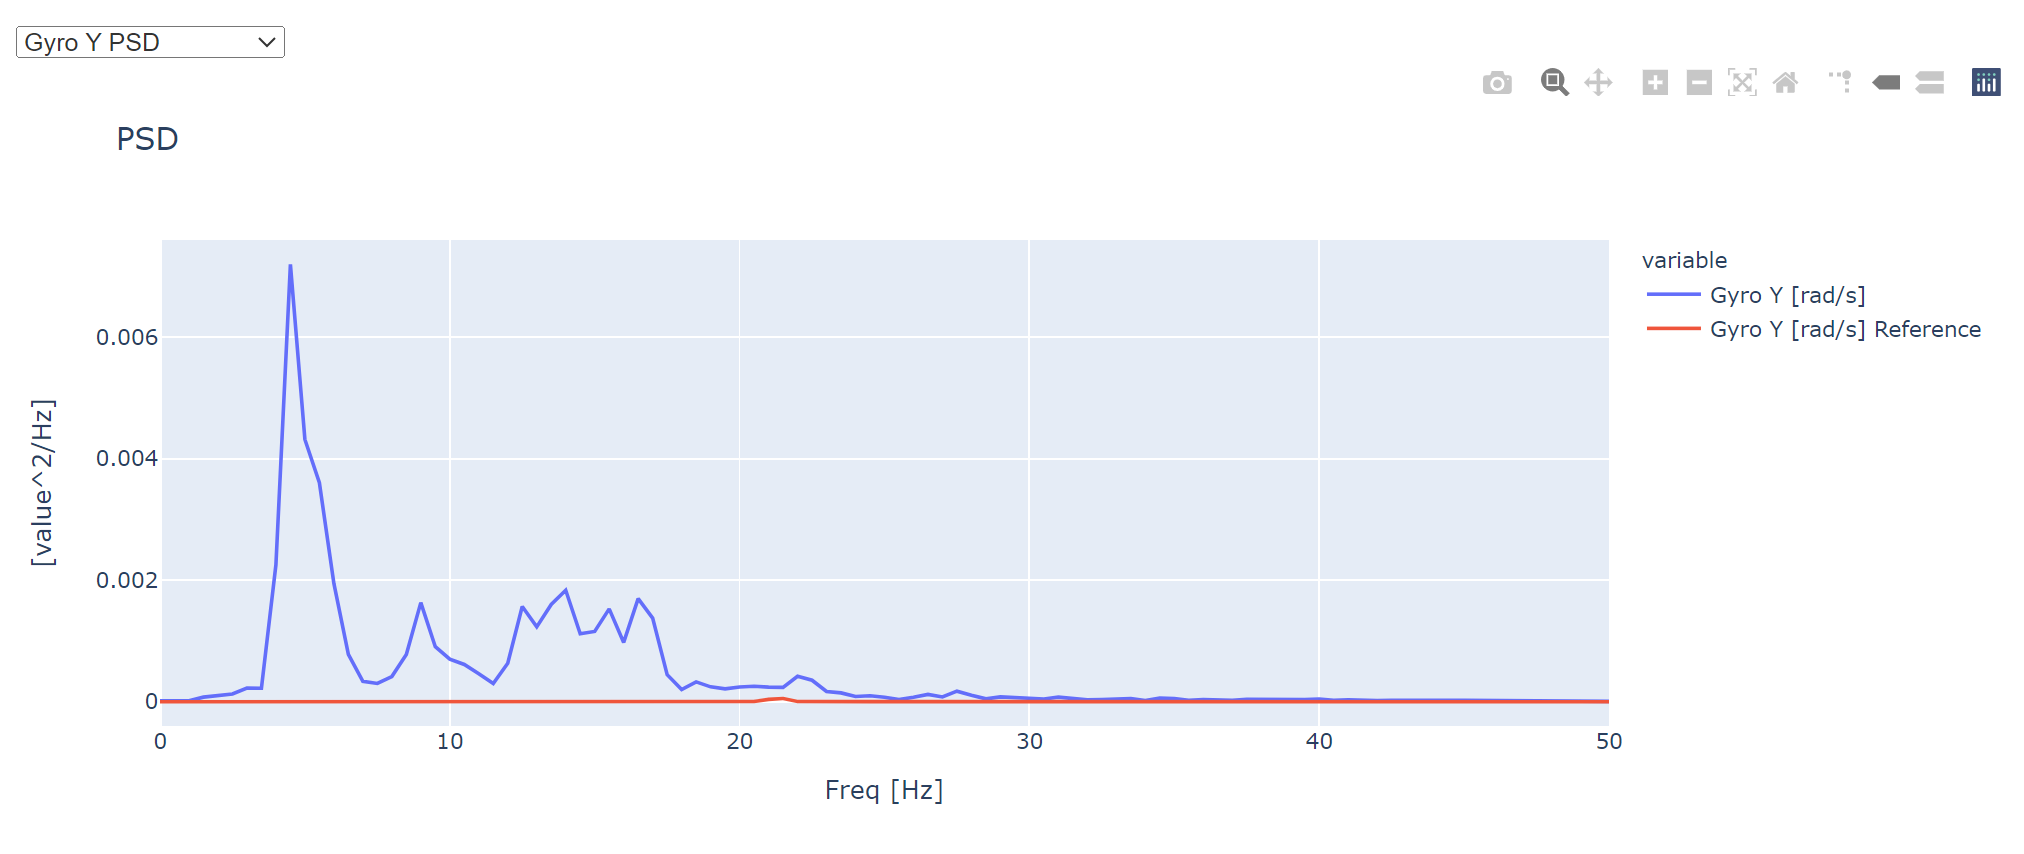 Gyro Y PSD
PSD
variable
Gyro Y [rad/s]
Gyro Y [rad/s] Reference
[value^2/Hz]
0.006
0.004
0.002
0
0 10 20 30 40 50
Freq [Hz]